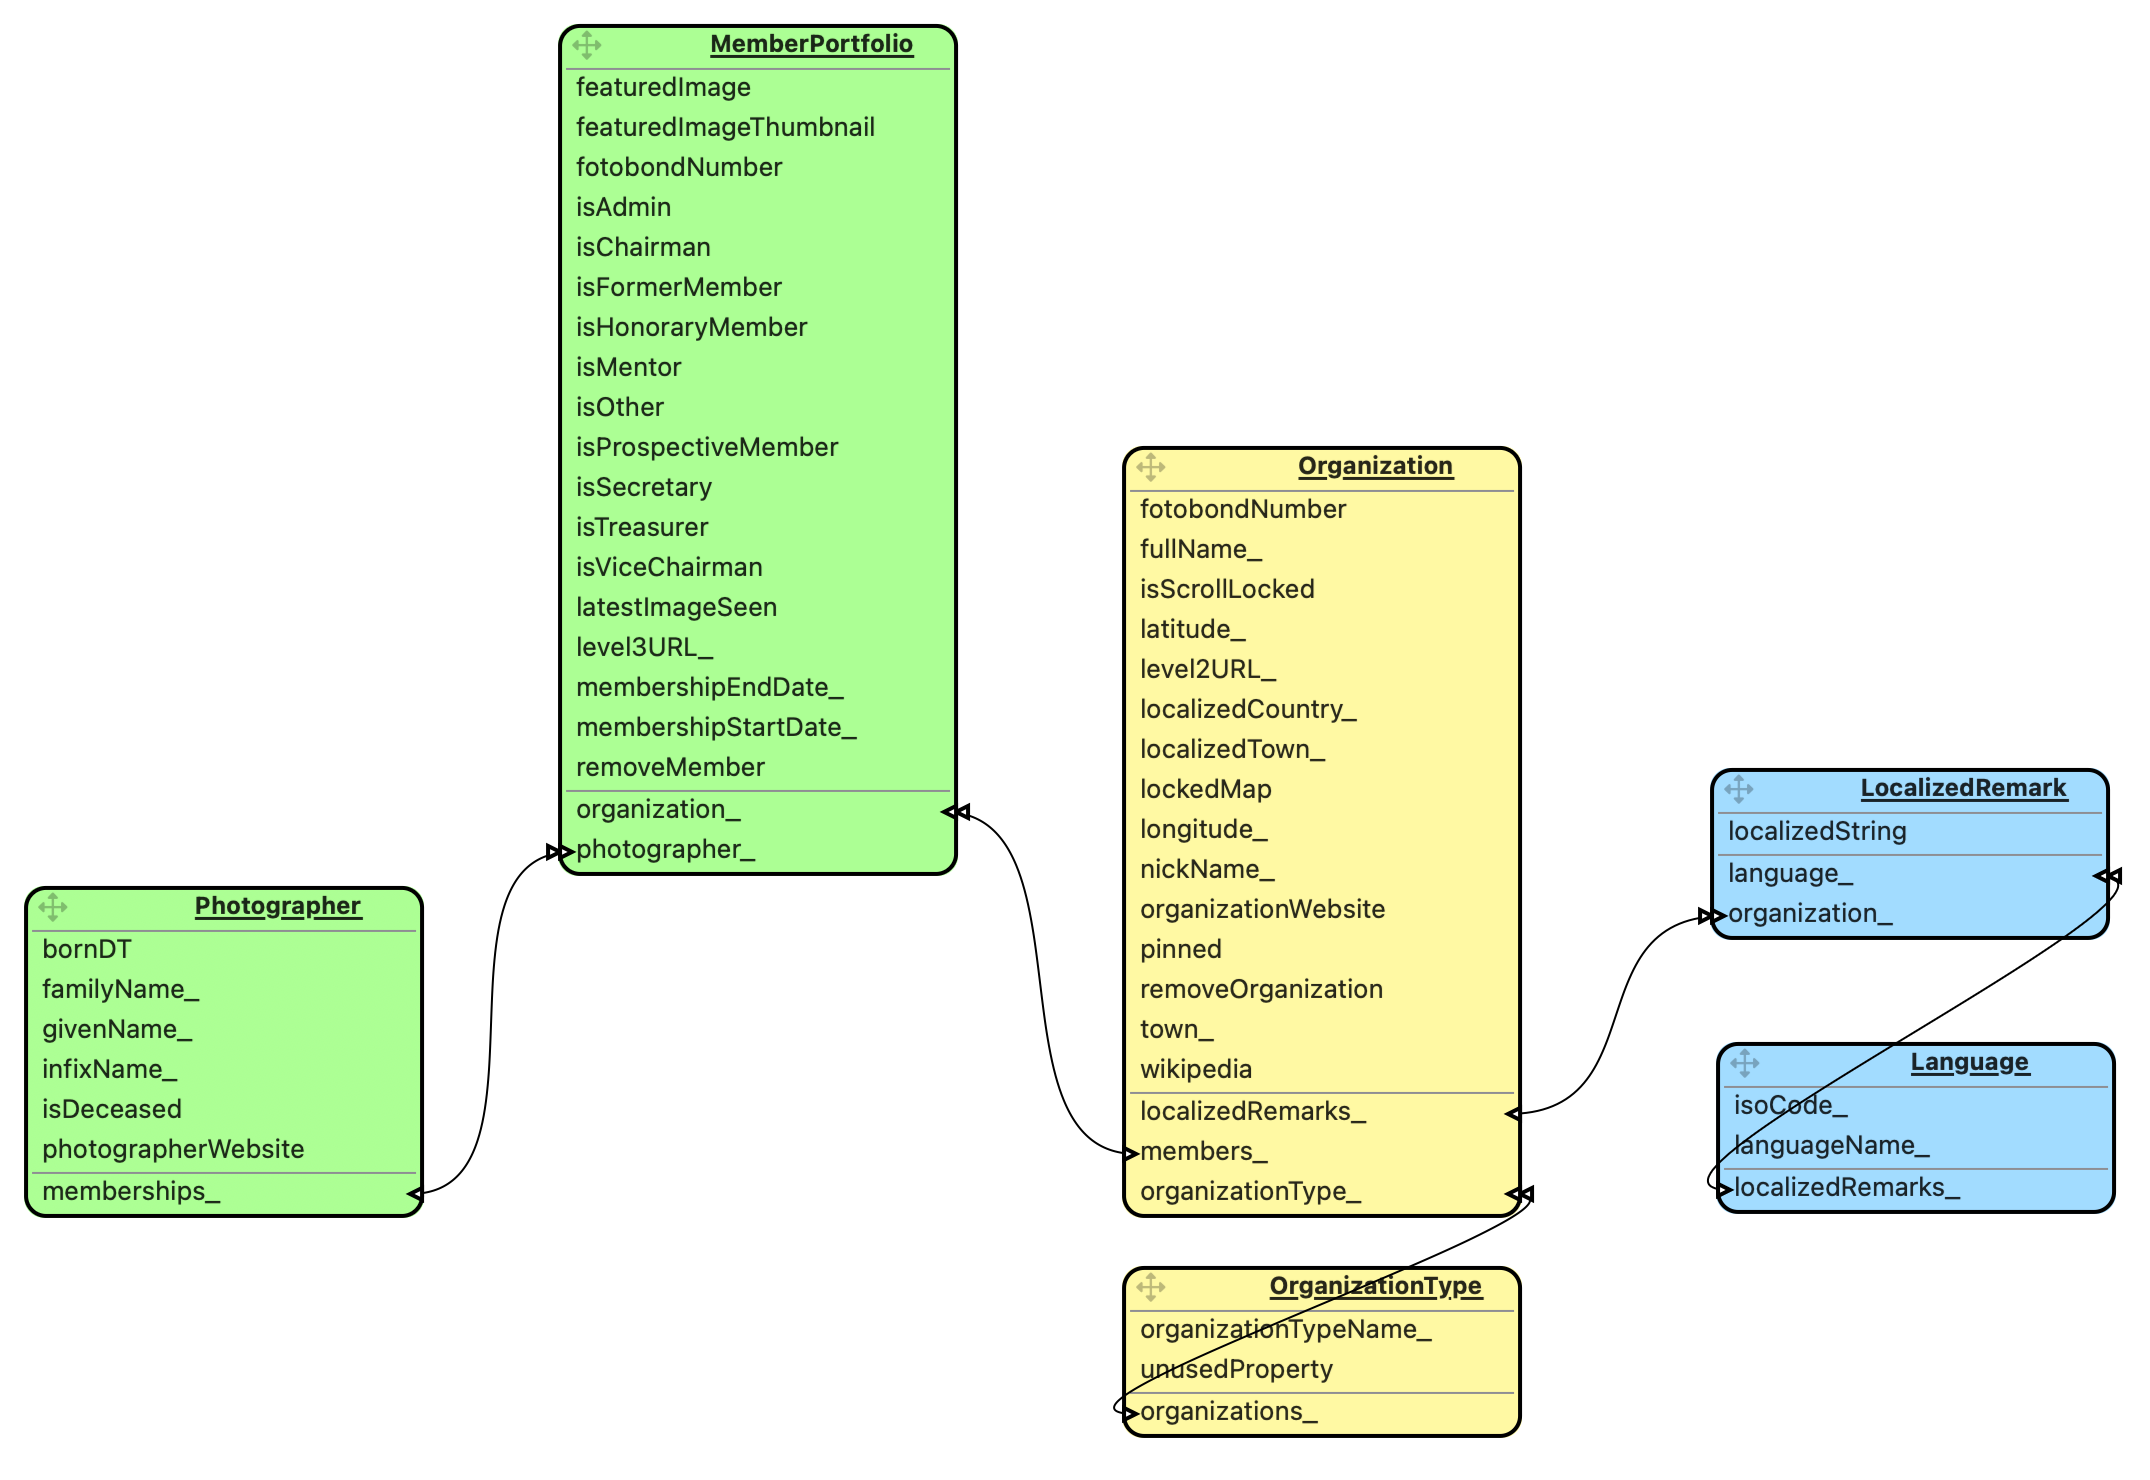 MemberPortfolio
featuredImage
featuredImageThumbnail
fotobondNumber
isAdmin
isChairman
isFormerMember
isHonoraryMember
isMentor
isOther
isProspectiveMember
isSecretary
isTreasurer
isViceChairman
latestImageSeen
level3URL_
membershipEndDate_
membershipStartDate_
removeMember
organization_
photographer_
Photographer
bornDT
familyName_
givenName_
infixName_
isDeceased
photographerWebsite
memberships_
Organization
fotobondNumber
fullName_
isScrollLocked
latitude_
level2URL_
localizedCountry_
localizedTown_
lockedMap
longitude_
nickName_
organizationWebsite
pinned
removeOrganization
town_
wikipedia
localizedRemarks_
members_
organizationType_
OrganizationType
organizationTypeName_
unusedProperty
organizations_
LocalizedRemark
localizedString
language_
organization_
Language
isoCode_
languageName_
localizedRemarks_